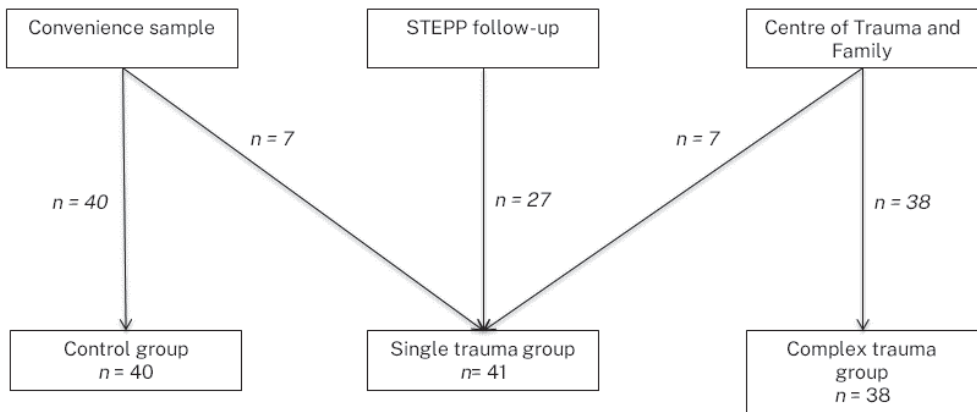 Convenience sample
STEPP follow-up
Centre of Trauma and
Family
n = 7
n = 7
n = 40
n = 27
n = 38
Control group
n = 40
Single trauma group
n= 41
Complex trauma
group
n = 38